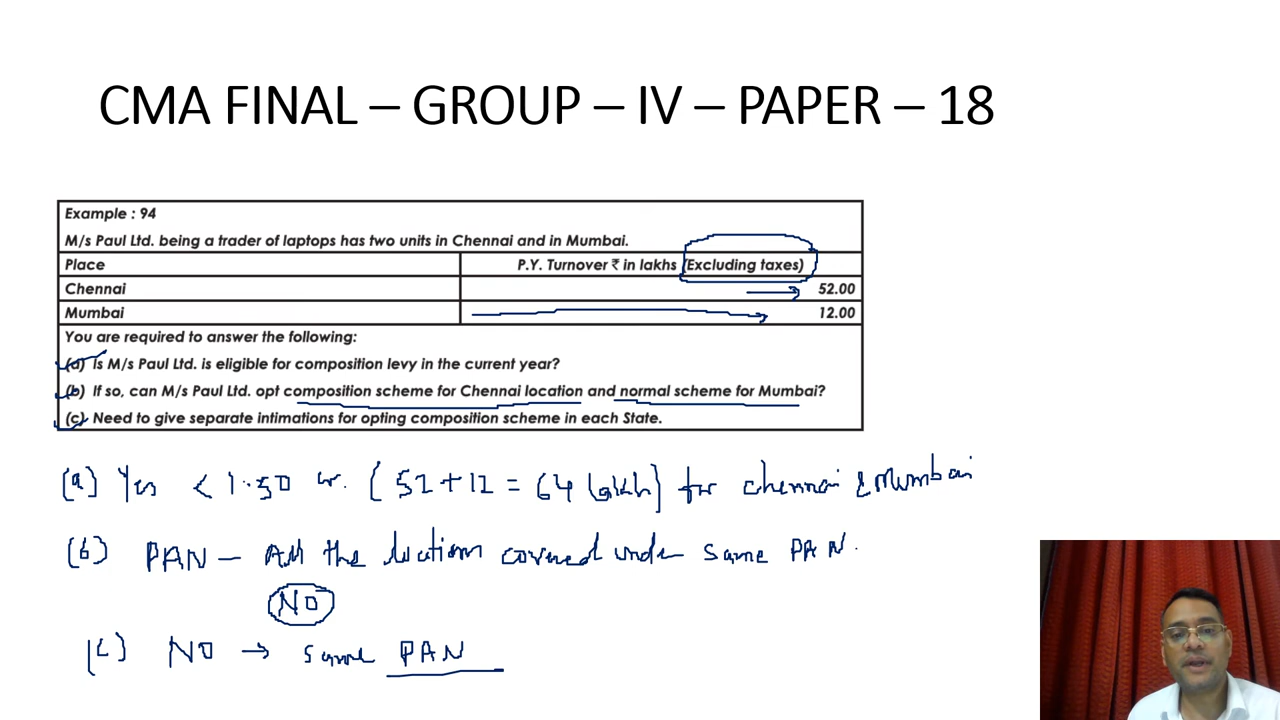 CMA FINAL – GROUP – IV – PAPER – 18
Example : 94
M/s Paul Ltd. being a trader of laptops has two units in Chennai and in Mumbai.
Place P.Y. Turnover ₹ in lakhs (Excluding taxes)
Chennai 52.00
Mumbai 12.00
You are required to answer the following:
(a) Is M/s Paul Ltd. is eligible for composition levy in the current year?
(b) If so, can M/s Paul Ltd. opt composition scheme for Chennai location and normal scheme for Mumbai?
(c) Need to give separate intimations for opting composition scheme in each State.
(a) Yes < 1.50 cr. (52+12 = 64 lakh) for chennai & Mumbai
(b) PAN – All the locations covered under same PAN.
NO
(c) NO → same PAN